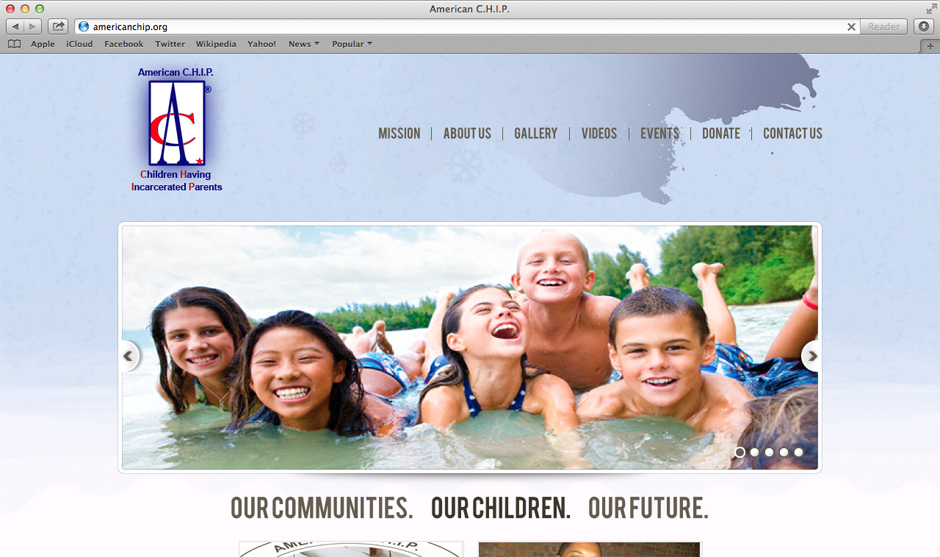 American C.H.I.P.
americanchip.org
Reader
Apple iCloud Facebook Twitter Wikipedia Yahoo! News Popular
American C.H.I.P.
AC
®
Children Having
Incarcerated Parents
MISSION | ABOUT US | GALLERY | VIDEOS | EVENTS | DONATE | CONTACT US
OUR COMMUNITIES. OUR CHILDREN. OUR FUTURE.
AMERICAN C.H.I.P.